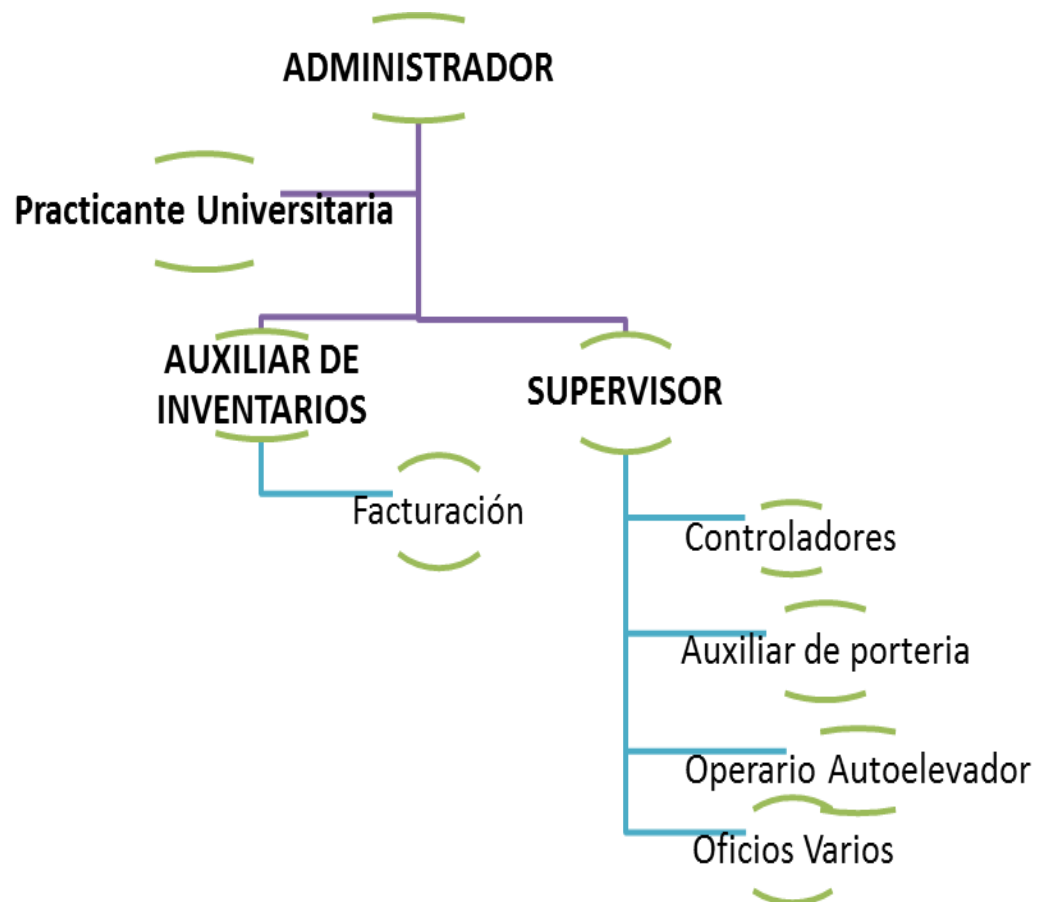 ADMINISTRADOR
Practicante Universitaria
AUXILIAR DE
INVENTARIOS
SUPERVISOR
Facturación
Controladores
Auxiliar de porteria
Operario Autoelevador
Oficios Varios